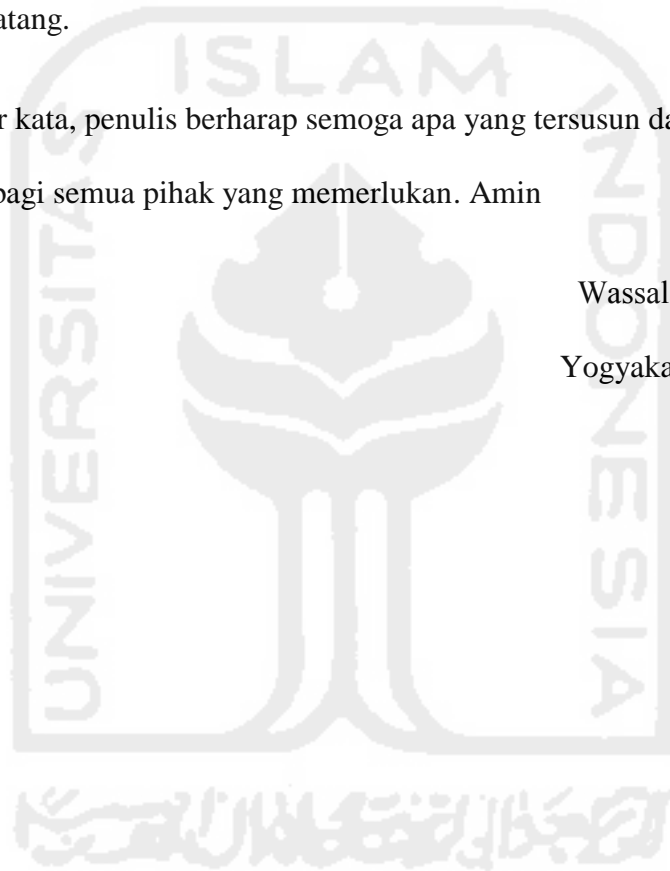 atang.
r kata, penulis berharap semoga apa yang tersusun da
bagi semua pihak yang memerlukan. Amin
Wassal
Yogyaka
ISLAM
UNIVERSITAS
INDONESIA